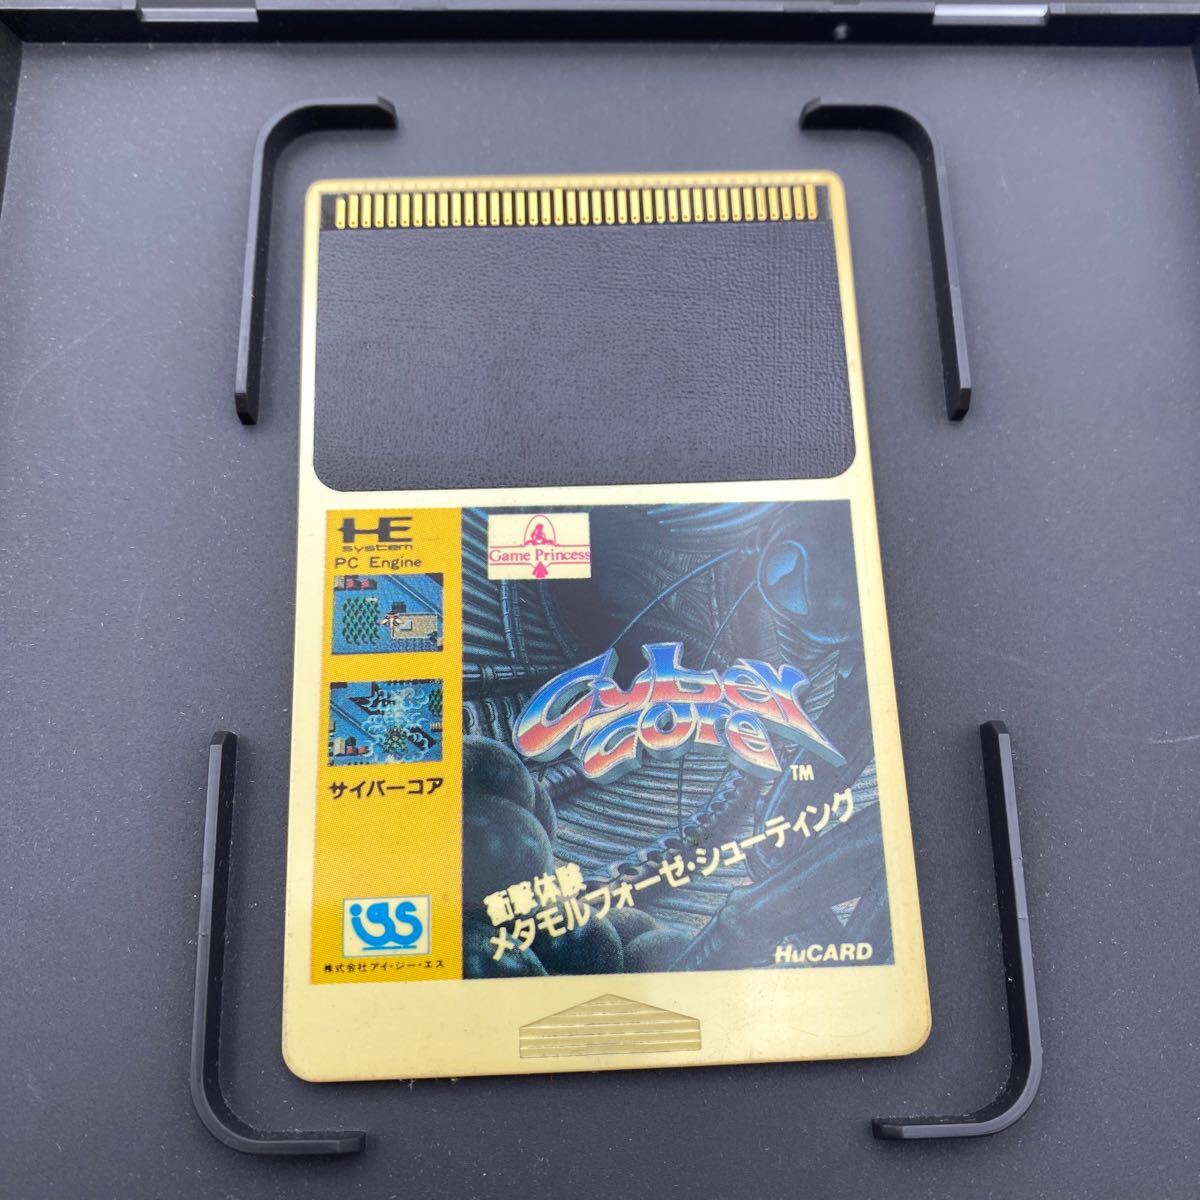 HE
system
PC Engine
サイバーコア
igs
株式会社アイ・ジー・エス
Game Princess
Cyber
core
TM
衝撃体験
メタモルフォーゼ・シューティング
HuCARD